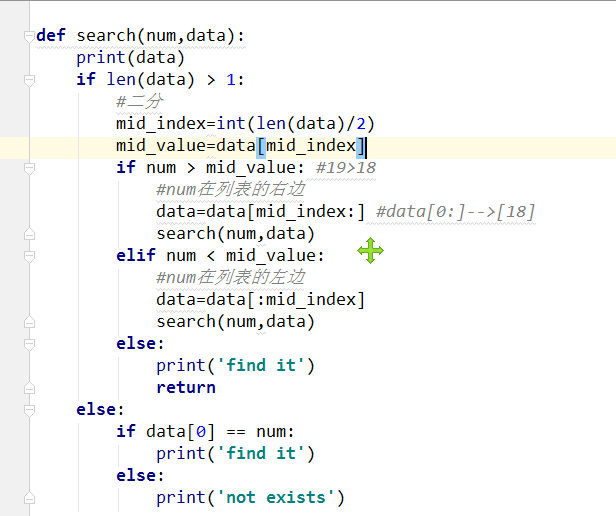 def search(num,data):
    print(data)
    if len(data) > 1:
        #二分
        mid_index=int(len(data)/2)
        mid_value=data[mid_index]
        if num > mid_value: #19>18
            #num在列表的右边
            data=data[mid_index:] #data[0:]-->[18]
            search(num,data)
        elif num < mid_value:
            #num在列表的左边
            data=data[:mid_index]
            search(num,data)
        else:
            print('find it')
            return
    else:
        if data[0] == num:
            print('find it')
        else:
            print('not exists')